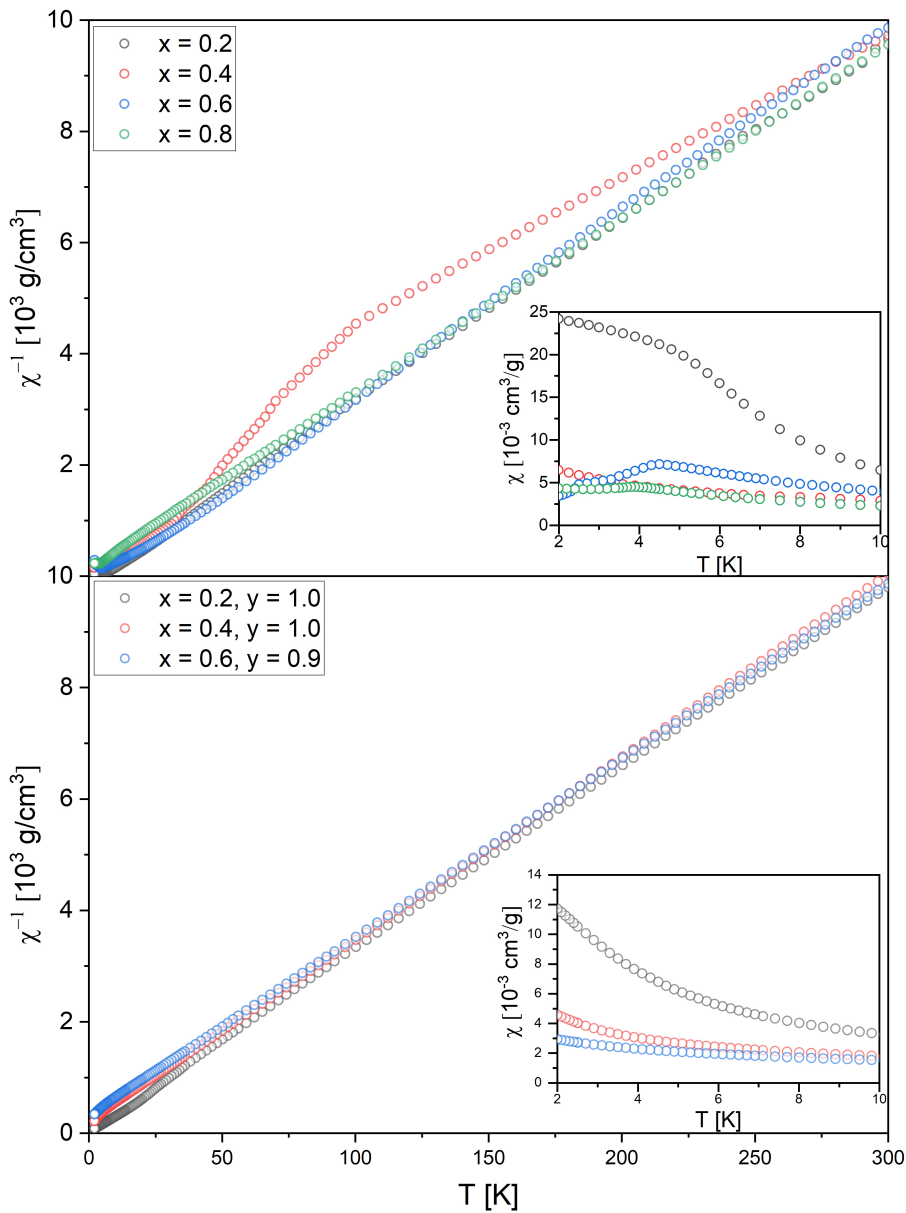 10
x = 0.2
x = 0.4
x = 0.6
x = 0.8
8
6
4
2
χ⁻¹ [10³ g/cm³]
25
20
15
10
5
0
χ [10⁻³ cm³/g]
2 4 6 8 10
T [K]
10
x = 0.2, y = 1.0
x = 0.4, y = 1.0
x = 0.6, y = 0.9
8
6
4
2
0
χ⁻¹ [10³ g/cm³]
14
12
10
8
6
4
2
0
χ [10⁻³ cm³/g]
2 4 6 8 10
T [K]
0 50 100 150 200 250 300
T [K]